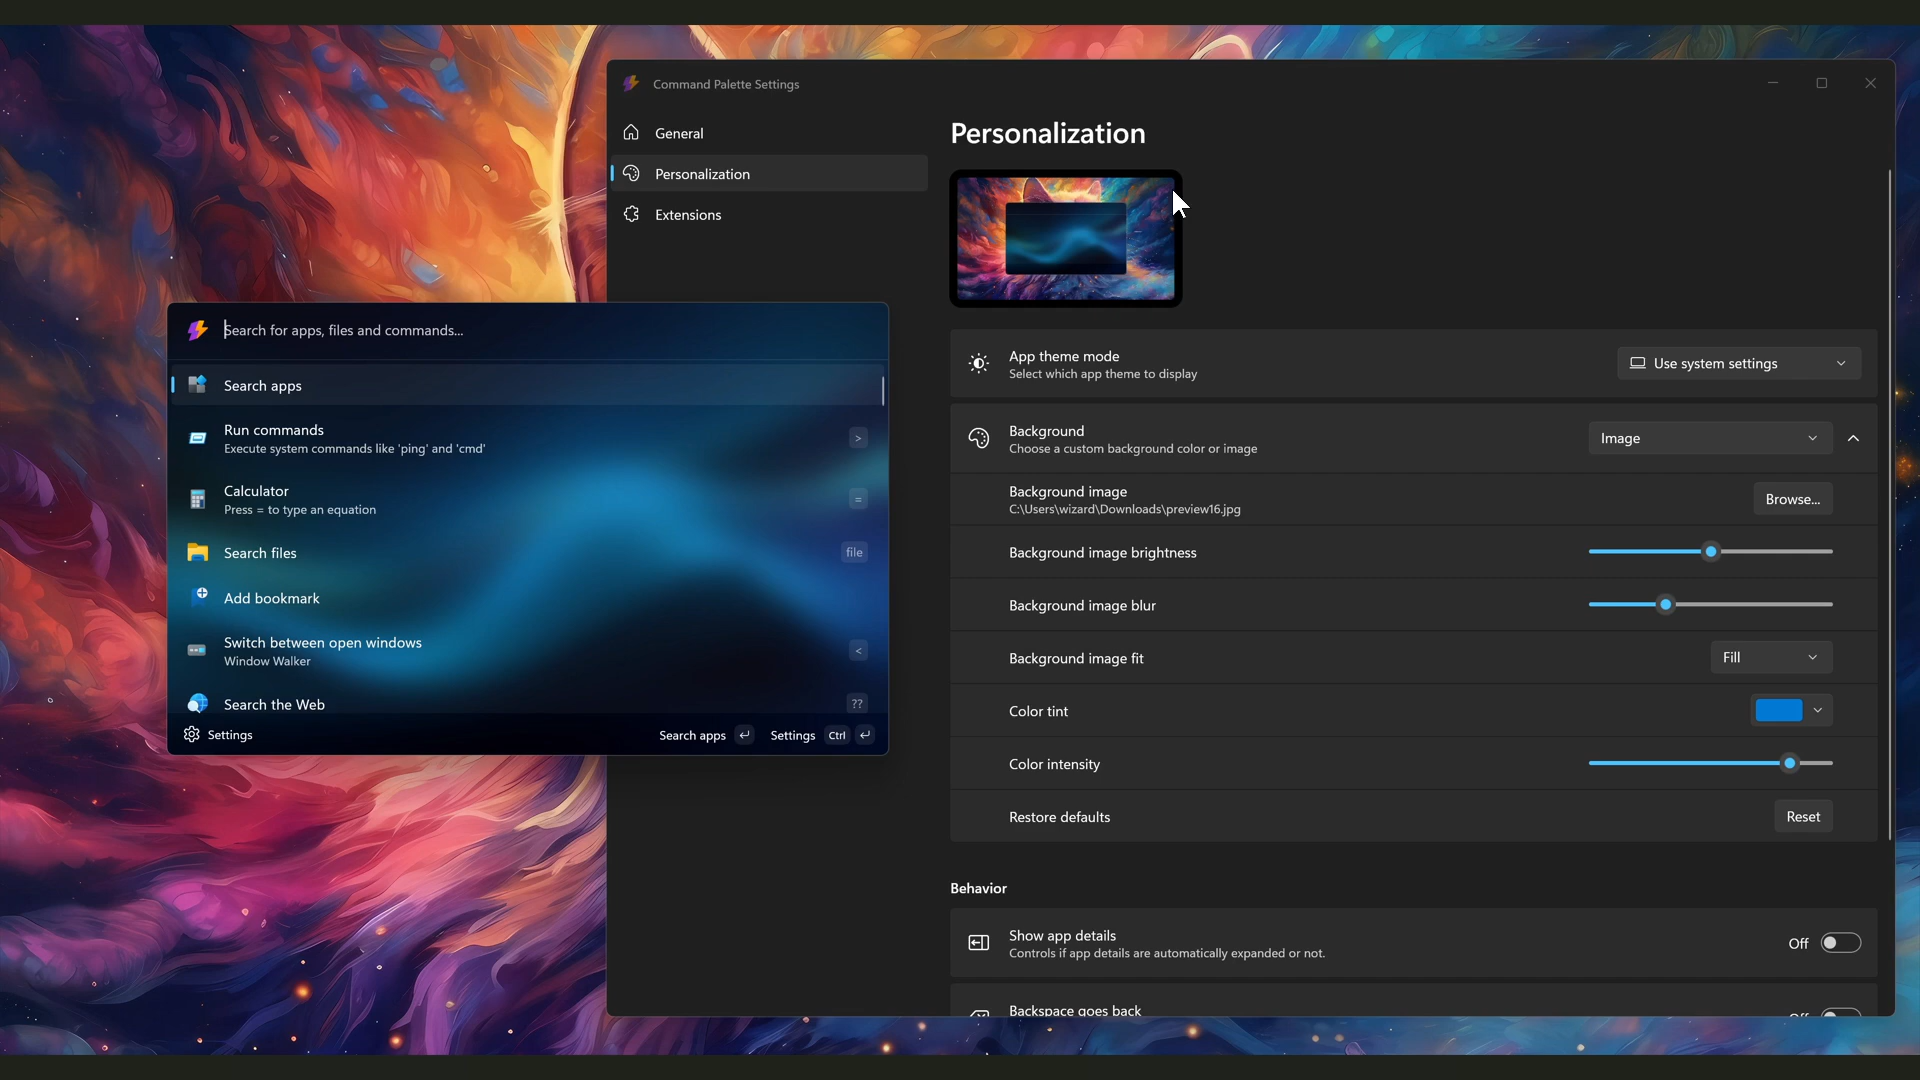 Command Palette Settings
General
Personalization
Extensions
Search for apps, files and commands...
Search apps
Run commands
Execute system commands like 'ping' and 'cmd'
>
Calculator
Press = to type an equation
=
Search files
file
Add bookmark
Switch between open windows
Window Walker
<
Search the Web
??
Settings
Search apps
Settings
Ctrl
Personalization
App theme mode
Select which app theme to display
Use system settings
Background
Choose a custom background color or image
Image
Background image
C:\Users\wizard\Downloads\preview16.jpg
Browse...
Background image brightness
Background image blur
Background image fit
Fill
Color tint
Color intensity
Restore defaults
Reset
Behavior
Show app details
Controls if app details are automatically expanded or not.
Off
Backspace goes back
Off